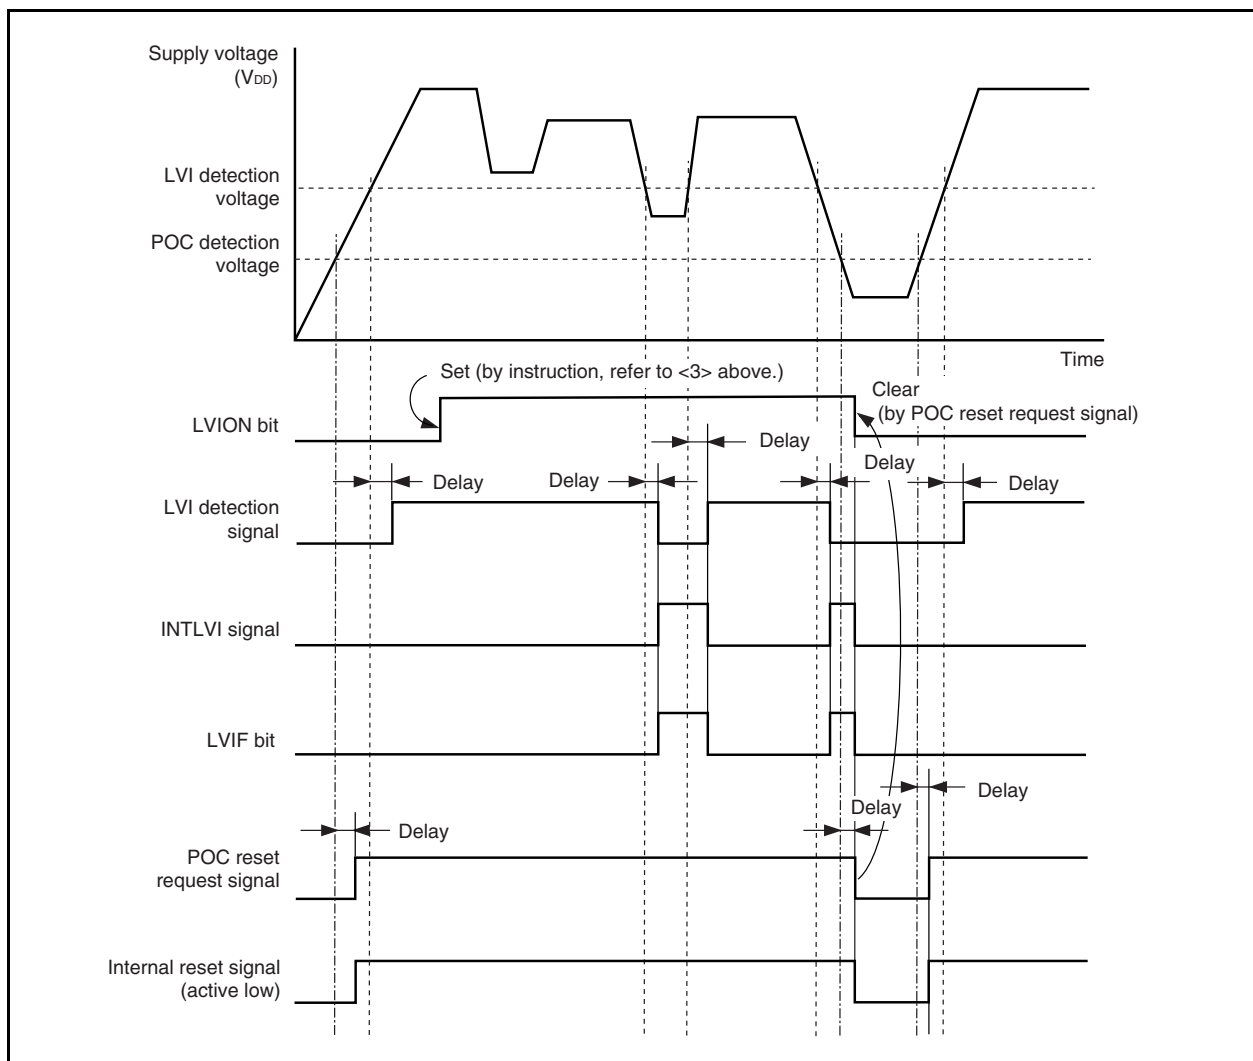 Supply voltage
(VDD)
LVI detection
voltage
POC detection
voltage
Time
Set (by instruction, refer to <3> above.)
Clear
(by POC reset request signal)
LVION bit
Delay
Delay
Delay
Delay
Delay
LVI detection
signal
INTLVI signal
LVIF bit
Delay
Delay
Delay
POC reset
request signal
Internal reset signal
(active low)